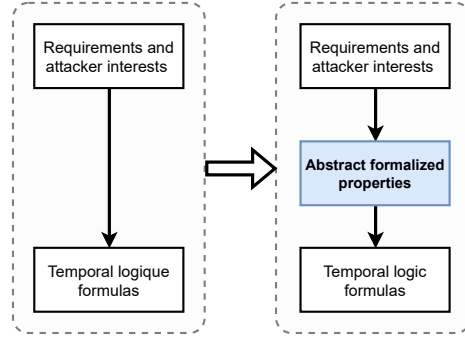 Requirements and
attacker interests
Temporal logique
formulas
Requirements and
attacker interests
Abstract formalized
properties
Temporal logic
formulas